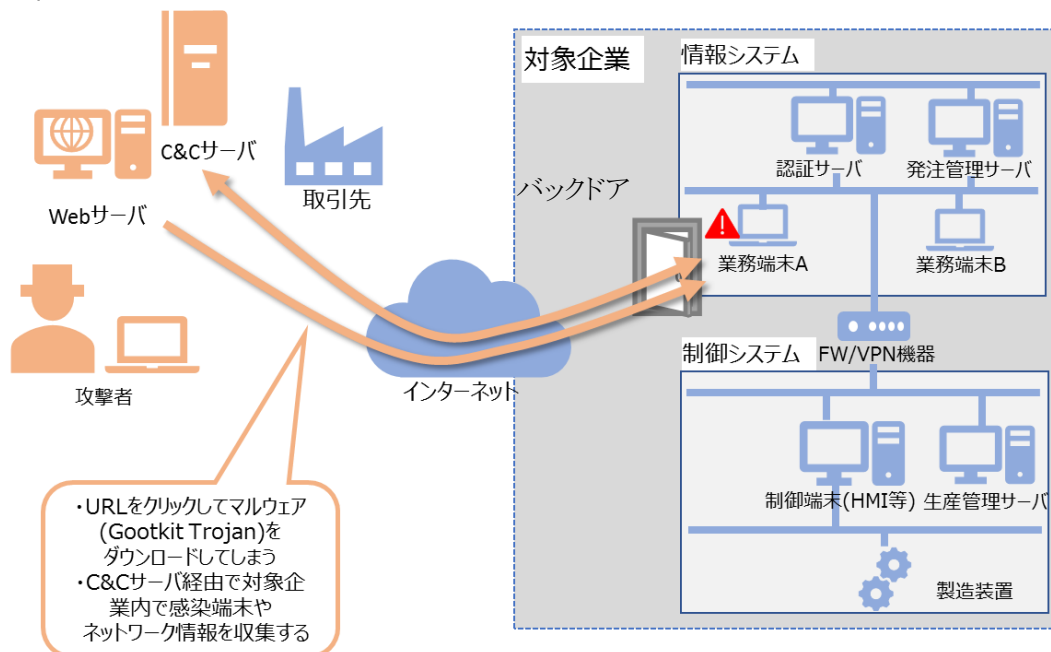 対象企業
情報システム
C&Cサーバ
Webサーバ
取引先
認証サーバ
発注管理サーバ
バックドア
業務端末A
業務端末B
攻撃者
インターネット
制御システム
FW/VPN機器
・URLをクリックしてマルウェア
(Gootkit Trojan)を
ダウンロードしてしまう
・C&Cサーバ経由で対象企
業内で感染端末や
ネットワーク情報を収集する
制御端末(HMI等)
生産管理サーバ
製造装置